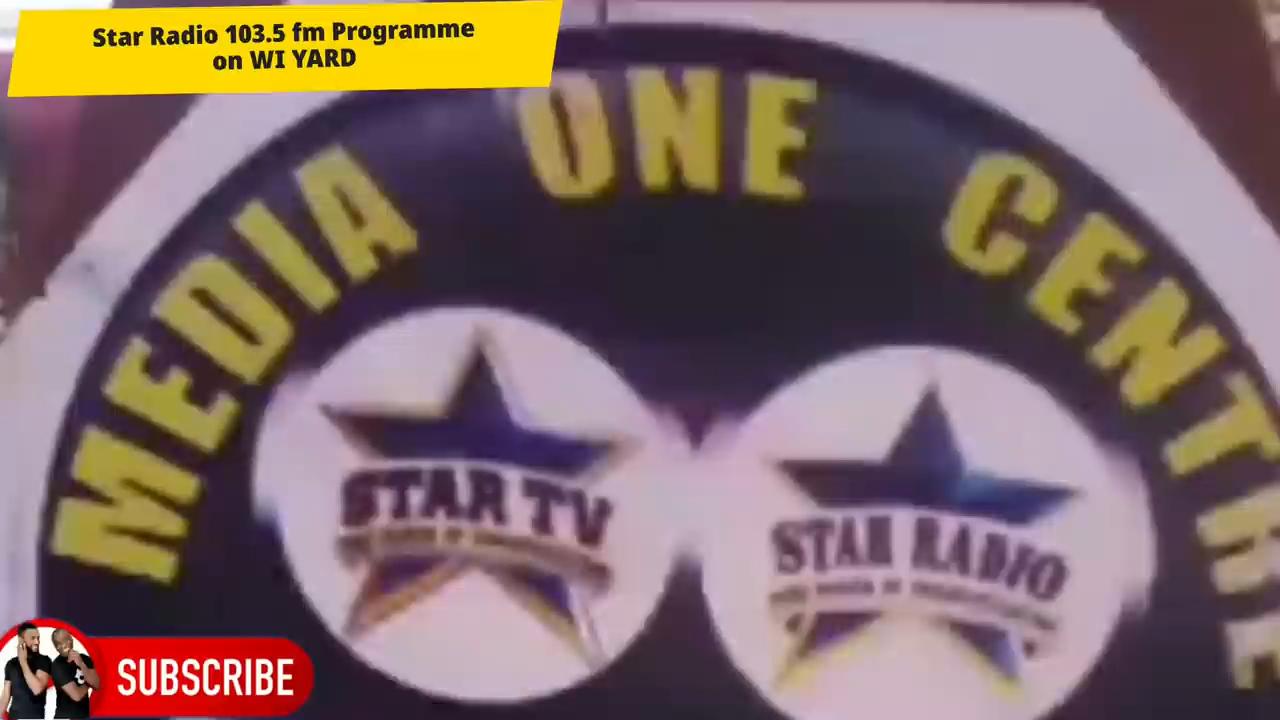 Star Radio 103.5 fm Programme
on WI YARD
MEDIA ONE CENTRE
STAR TV
STAR RADIO
SUBSCRIBE